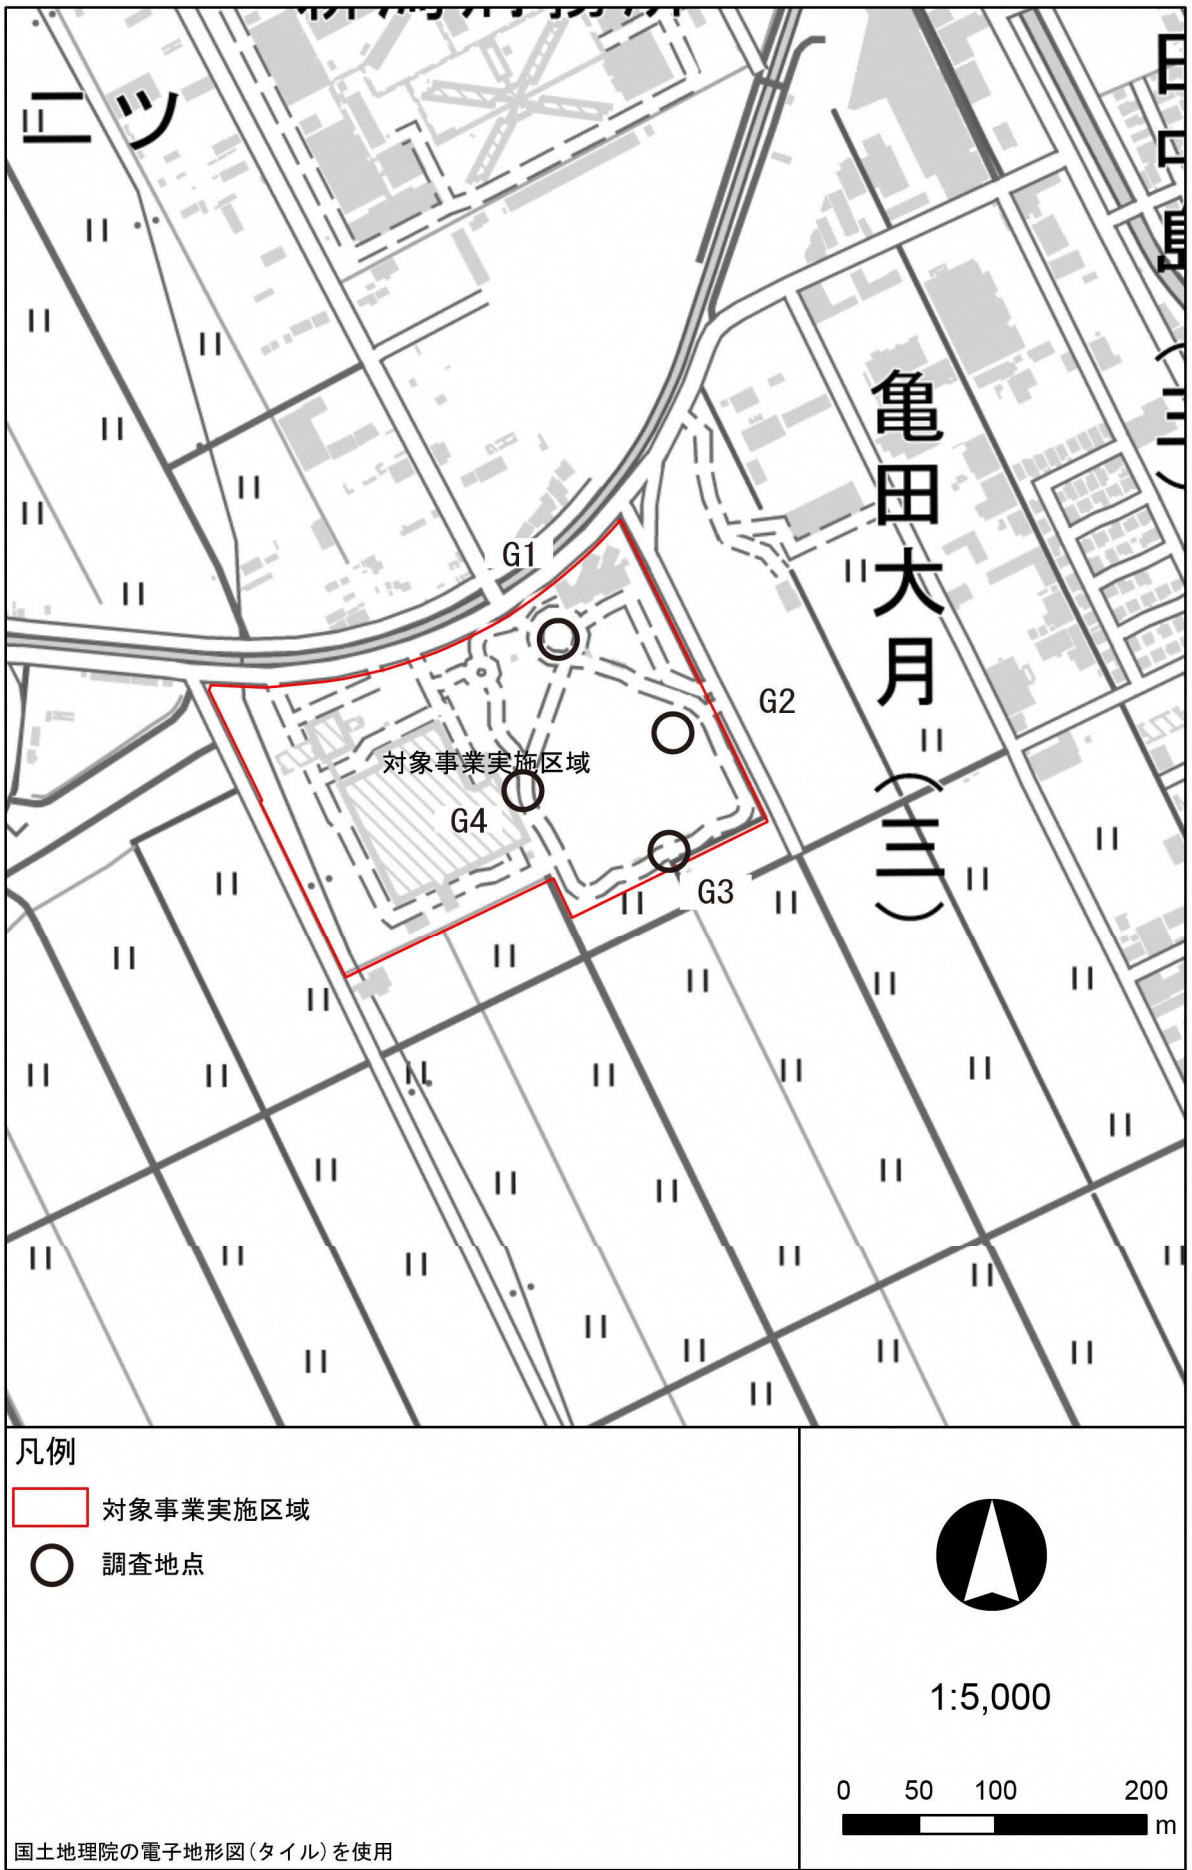 二ツ
亀田大月(三)
G1
G2
対象事業実施区域
G4
G3
凡例
対象事業実施区域
調査地点
1:5,000
0 50 100 200
m
国土地理院の電子地形図(タイル)を使用